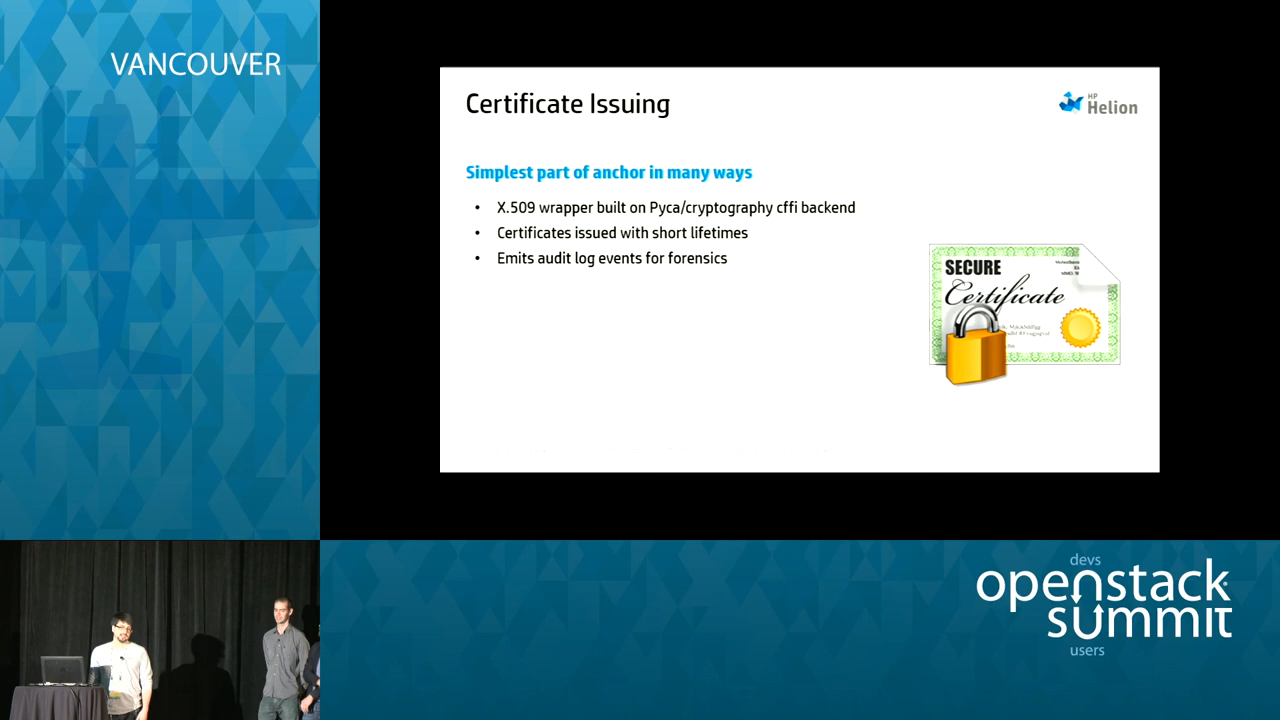 VANCOUVER
Certificate Issuing
HP
Helion
Simplest part of anchor in many ways
• X.509 wrapper built on Pyca/cryptography cffi backend
• Certificates issued with short lifetimes
• Emits audit log events for forensics
SECURE
Certificate
devs
openstack
summit
users